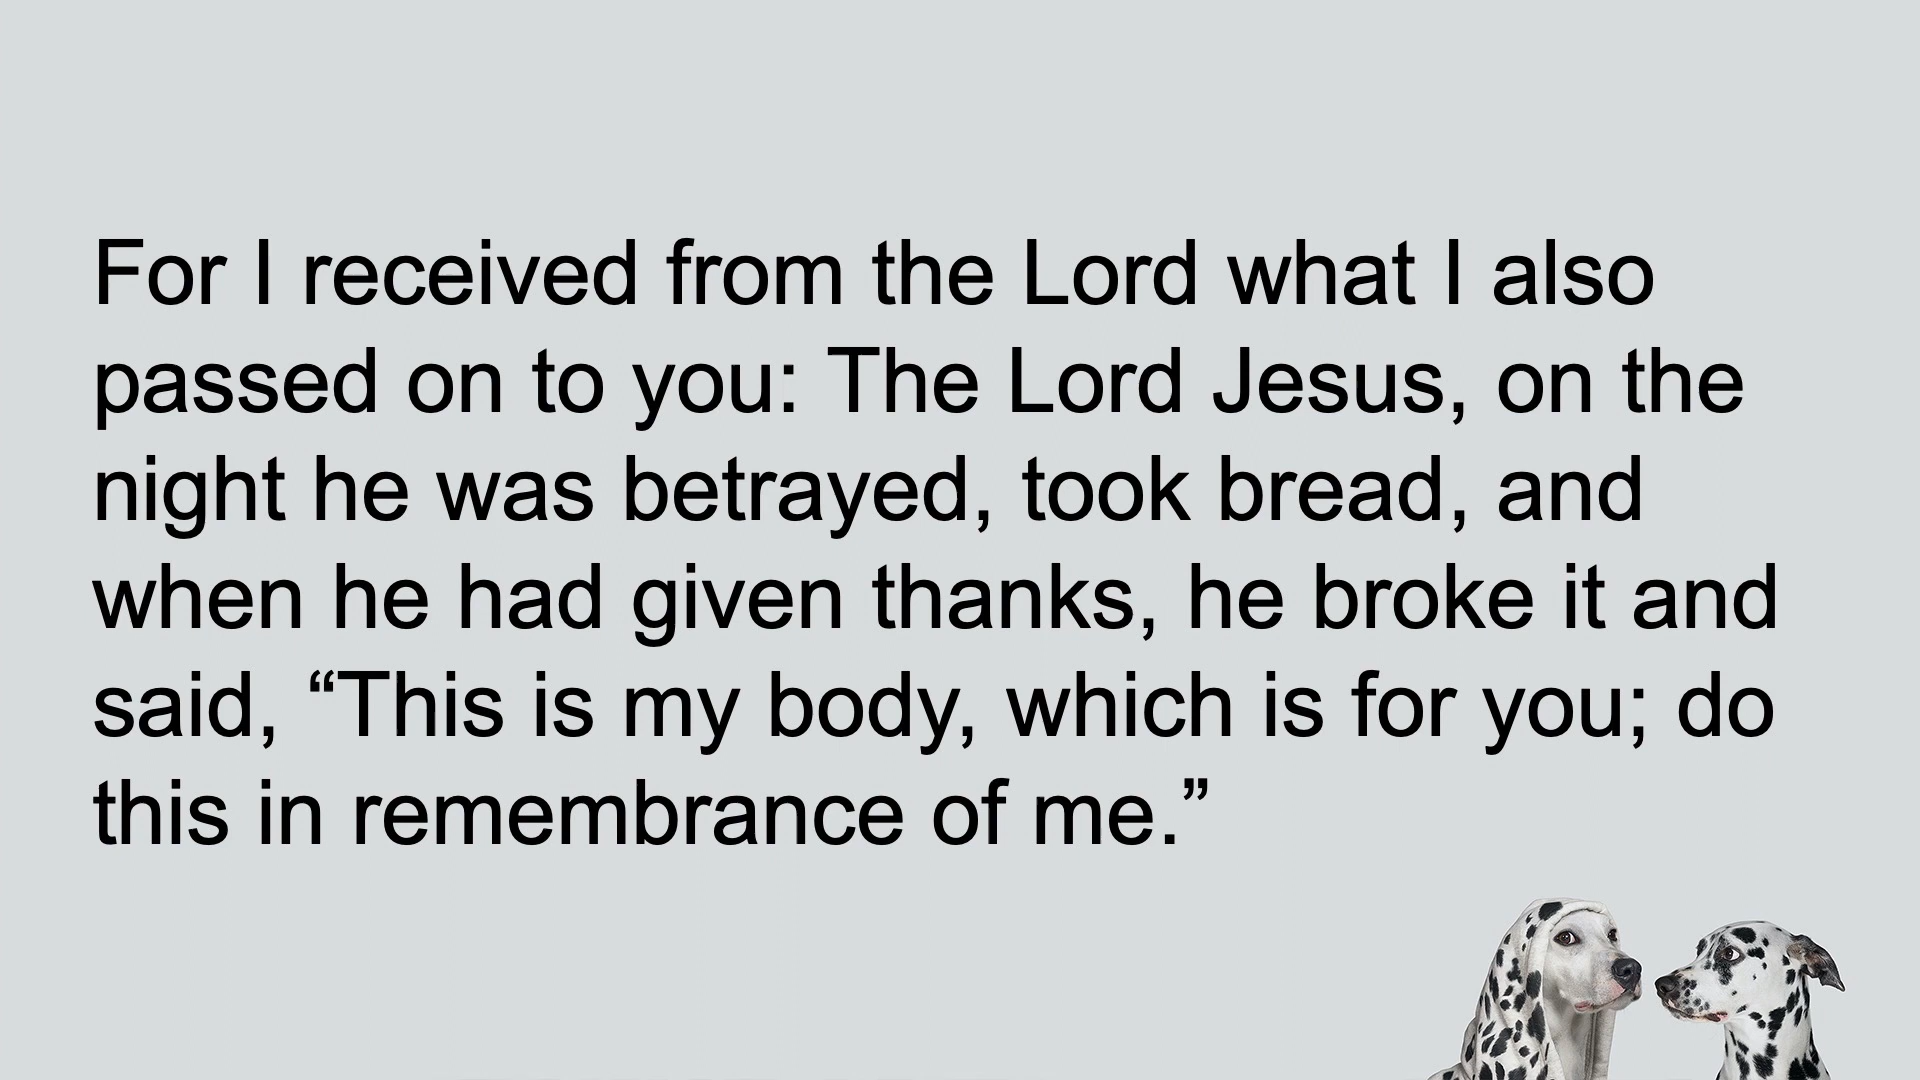 For I received from the Lord what I also
passed on to you: The Lord Jesus, on the
night he was betrayed, took bread, and
when he had given thanks, he broke it and
said, “This is my body, which is for you; do
this in remembrance of me.”